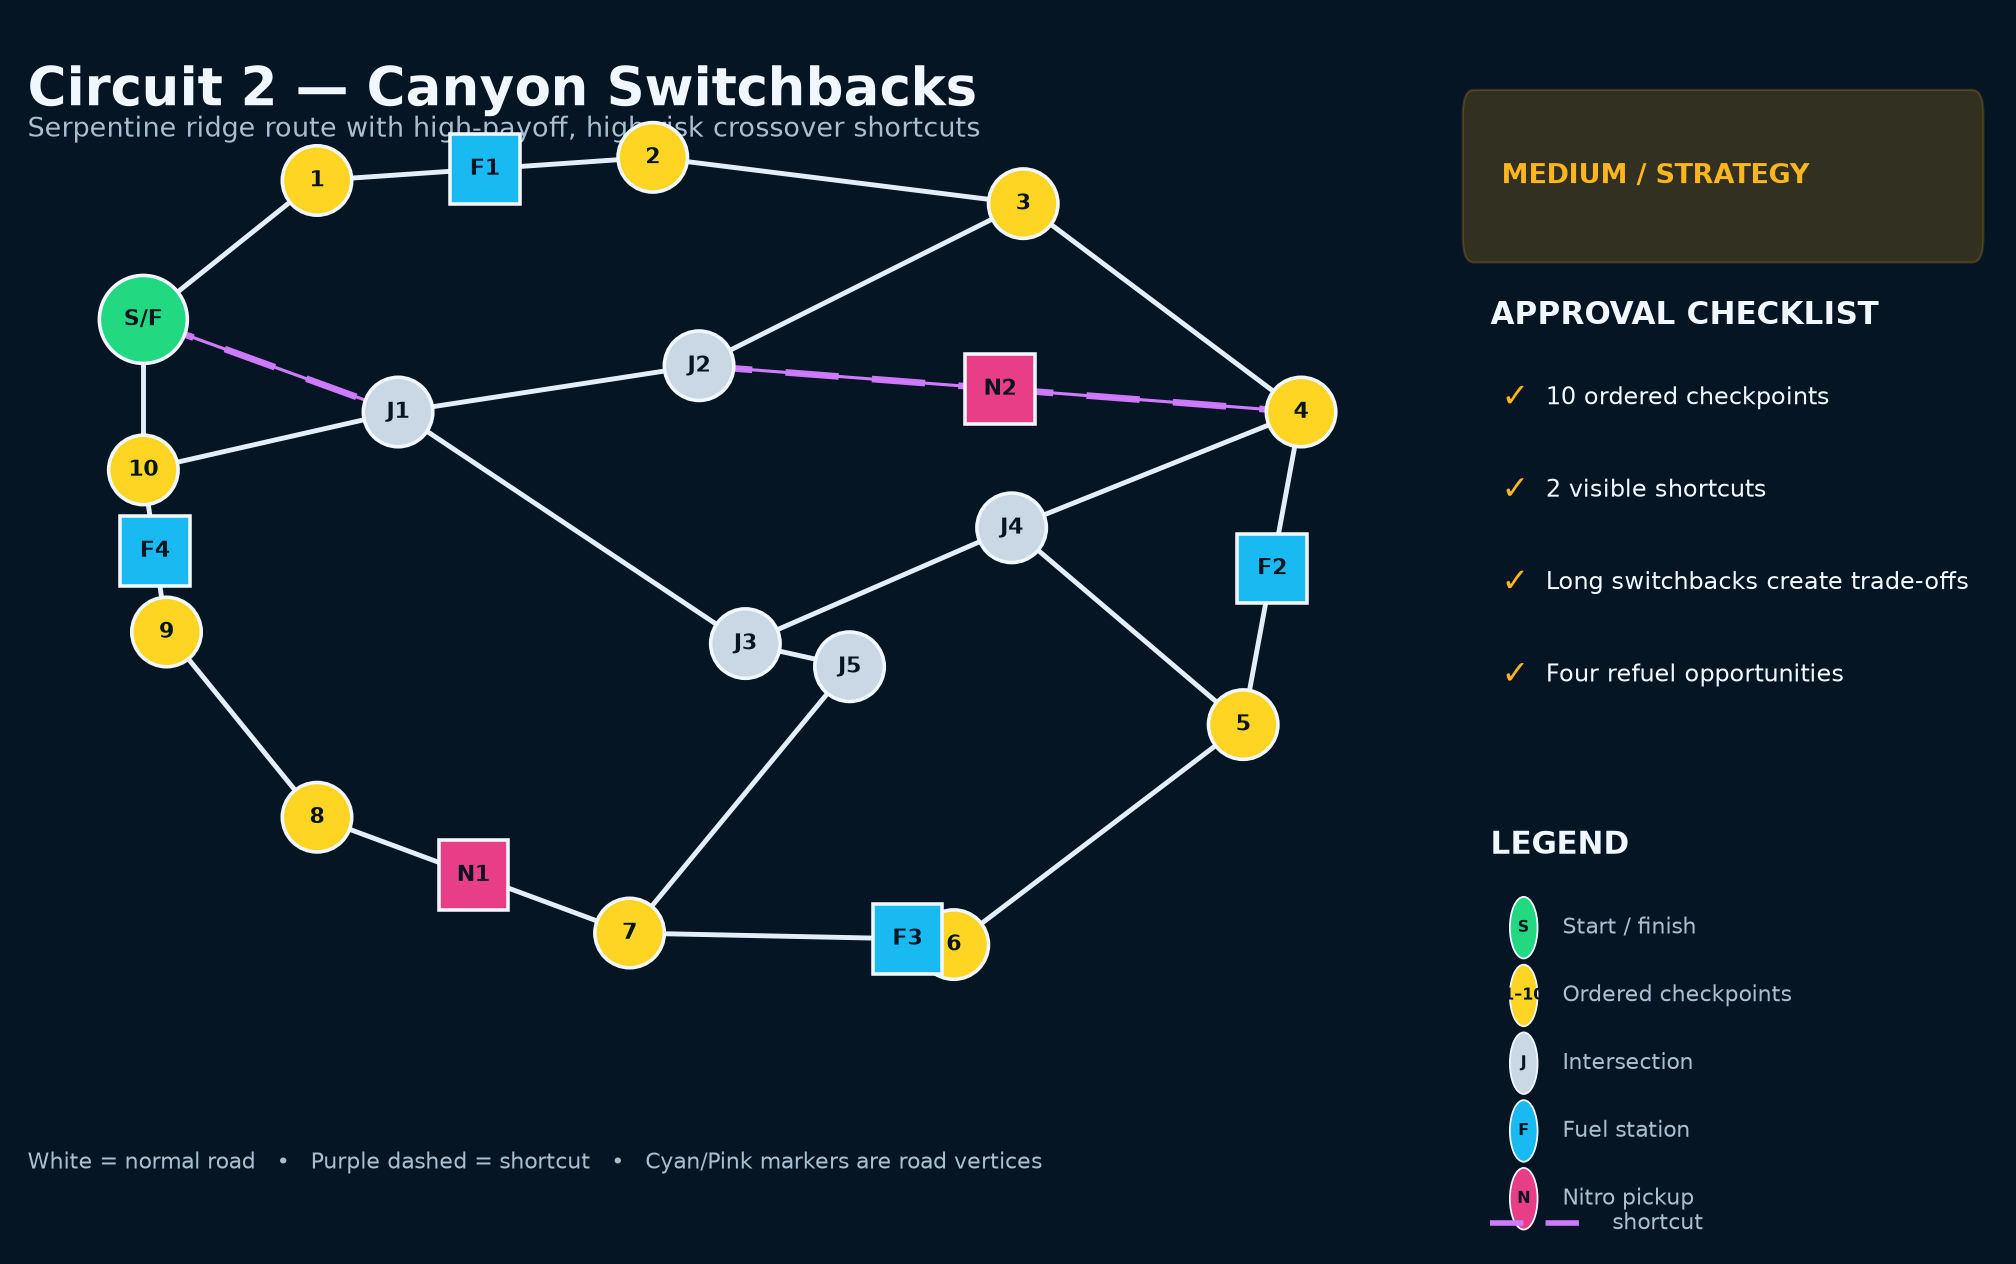 Circuit 2 — Canyon Switchbacks
Serpentine ridge route with high-payoff, high-risk crossover shortcuts
1
F1
2
3
S/F
J1
J2
N2
4
10
F4
9
J4
F2
J3
J5
5
8
N1
7
F3
6
White = normal road • Purple dashed = shortcut • Cyan/Pink markers are road vertices
MEDIUM / STRATEGY
APPROVAL CHECKLIST
✓ 10 ordered checkpoints
✓ 2 visible shortcuts
✓ Long switchbacks create trade-offs
✓ Four refuel opportunities
LEGEND
S Start / finish
1–10 Ordered checkpoints
J Intersection
F Fuel station
N Nitro pickup
shortcut